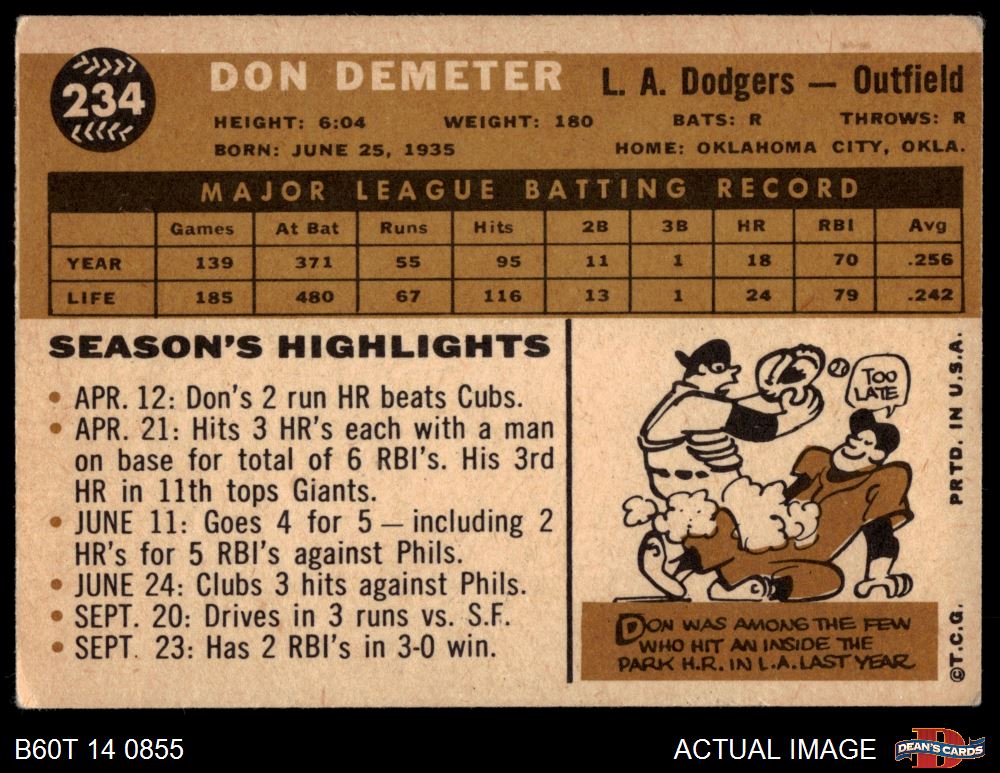 234
DON DEMETER
L. A. Dodgers — Outfield
HEIGHT: 6:04 WEIGHT: 180 BATS: R THROWS: R
BORN: JUNE 25, 1935 HOME: OKLAHOMA CITY, OKLA.
MAJOR LEAGUE BATTING RECORD
Games At Bat Runs Hits 2B 3B HR RBI Avg
YEAR 139 371 55 95 11 1 18 70 .256
LIFE 185 480 67 116 13 1 24 79 .242
SEASON'S HIGHLIGHTS
• APR. 12: Don's 2 run HR beats Cubs.
• APR. 21: Hits 3 HR's each with a man
on base for total of 6 RBI's. His 3rd
HR in 11th tops Giants.
• JUNE 11: Goes 4 for 5 — including 2
HR's for 5 RBI's against Phils.
• JUNE 24: Clubs 3 hits against Phils.
• SEPT. 20: Drives in 3 runs vs. S.F.
• SEPT. 23: Has 2 RBI's in 3-0 win.
TOO
LATE
DON WAS AMONG THE FEW
WHO HIT AN INSIDE THE
PARK H.R. IN L.A. LAST YEAR
©T.C.G. PRTD. IN U.S.A.
B60T 14 0855
ACTUAL IMAGE
D
DEAN'S CARDS